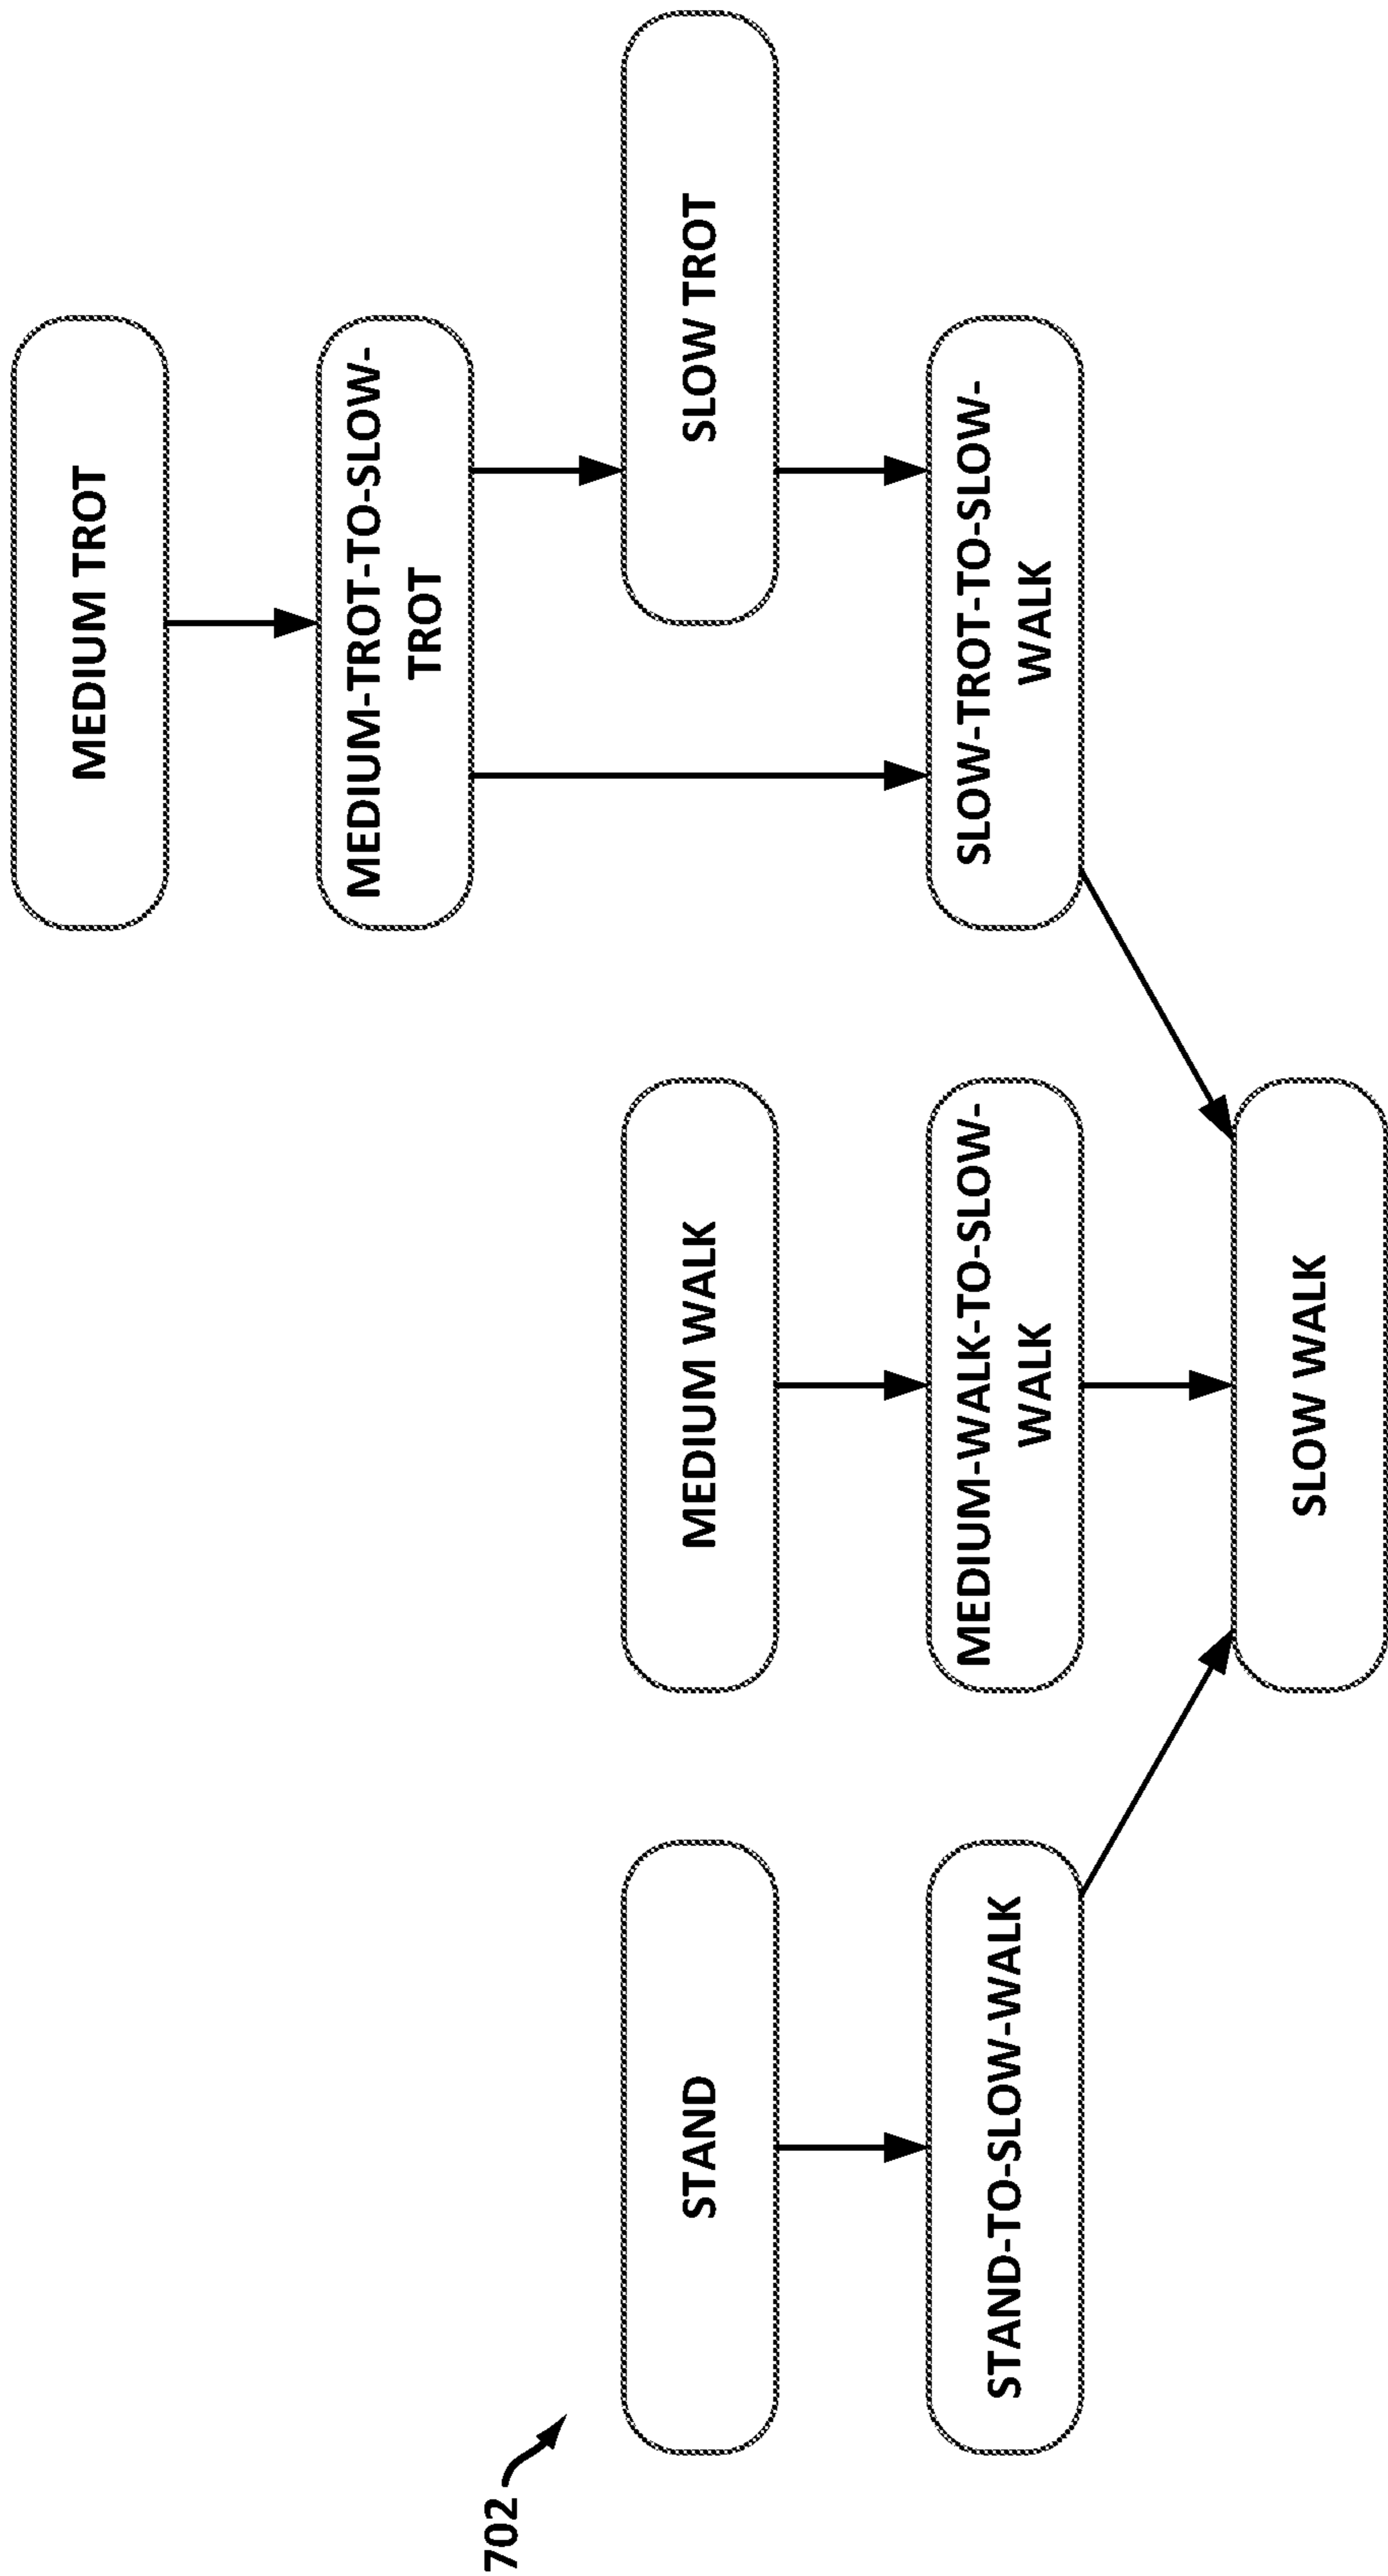 702
STAND
STAND-TO-SLOW-WALK
MEDIUM WALK
MEDIUM-WALK-TO-SLOW-
WALK
SLOW WALK
MEDIUM TROT
MEDIUM-TROT-TO-SLOW-
TROT
SLOW TROT
SLOW-TROT-TO-SLOW-
WALK